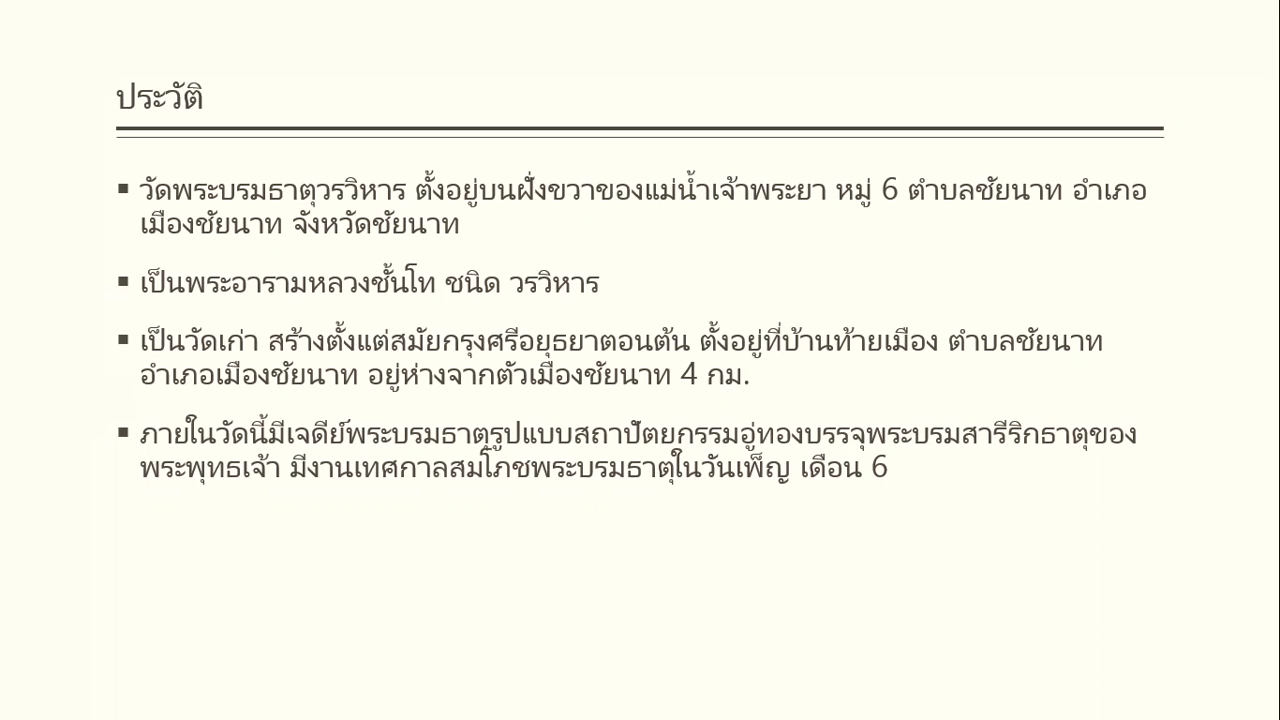 ประวัติ
▪ วัดพระบรมธาตุวรวิหาร ตั้งอยู่บนฝั่งขวาของแม่น้ำเจ้าพระยา หมู่ 6 ตำบลชัยนาท อำเภอ
เมืองชัยนาท จังหวัดชัยนาท
▪ เป็นพระอารามหลวงชั้นโท ชนิด วรวิหาร
▪ เป็นวัดเก่า สร้างตั้งแต่สมัยกรุงศรีอยุธยาตอนต้น ตั้งอยู่ที่บ้านท้ายเมือง ตำบลชัยนาท
อำเภอเมืองชัยนาท อยู่ห่างจากตัวเมืองชัยนาท 4 กม.
▪ ภายในวัดนี้มีเจดีย์พระบรมธาตุรูปแบบสถาปัตยกรรมอู่ทองบรรจุพระบรมสารีริกธาตุของ
พระพุทธเจ้า มีงานเทศกาลสมโภชพระบรมธาตุในวันเพ็ญ เดือน 6